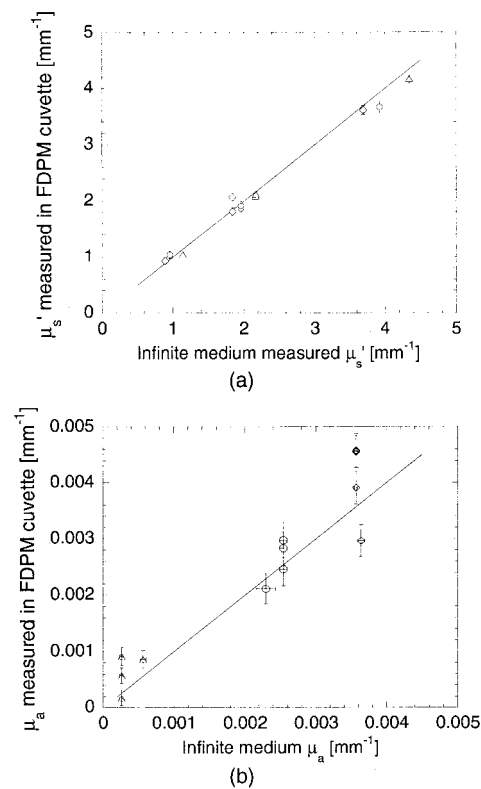 5
4
3
2
1
0
μs' measured in FDPM cuvette [mm-1]
0 1 2 3 4 5
Infinite medium measured μs' [mm-1]
(a)
0.005
0.004
0.003
0.002
0.001
0
μa measured in FDPM cuvette [mm-1]
0 0.001 0.002 0.003 0.004 0.005
Infinite medium μa [mm-1]
(b)